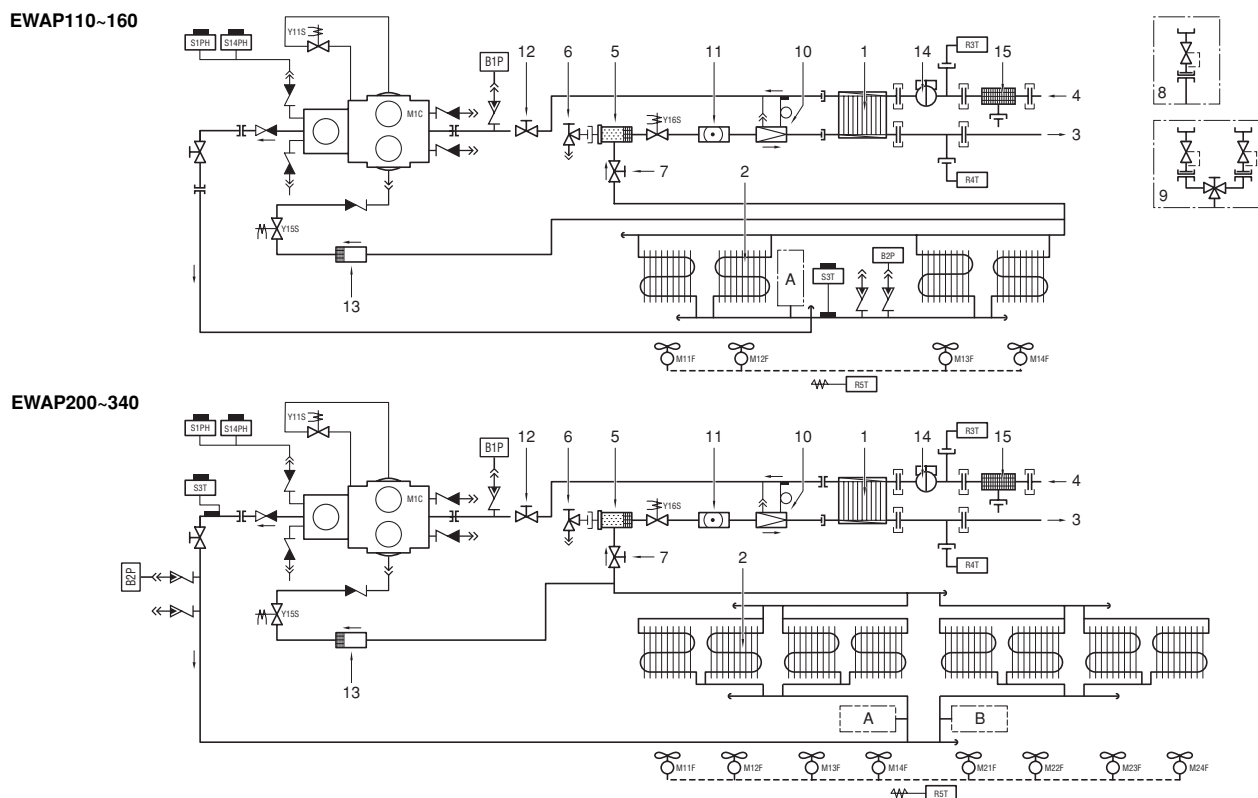 EWAP110~160
S1PH S14PH Y11S B1P 12 6 5 11 10 1 14 R3T 15
M1C Y16S 4
3
7 2 R4T
Y15S
13
A S3T B2P
M11F M12F M13F M14F
R5T
8
9
EWAP200~340
S1PH S14PH Y11S B1P 12 6 5 11 10 1 14 R3T 15
S3T M1C Y16S 4
3
B2P 7 2 R4T
Y15S
13
A B
M11F M12F M13F M14F M21F M22F M23F M24F
R5T